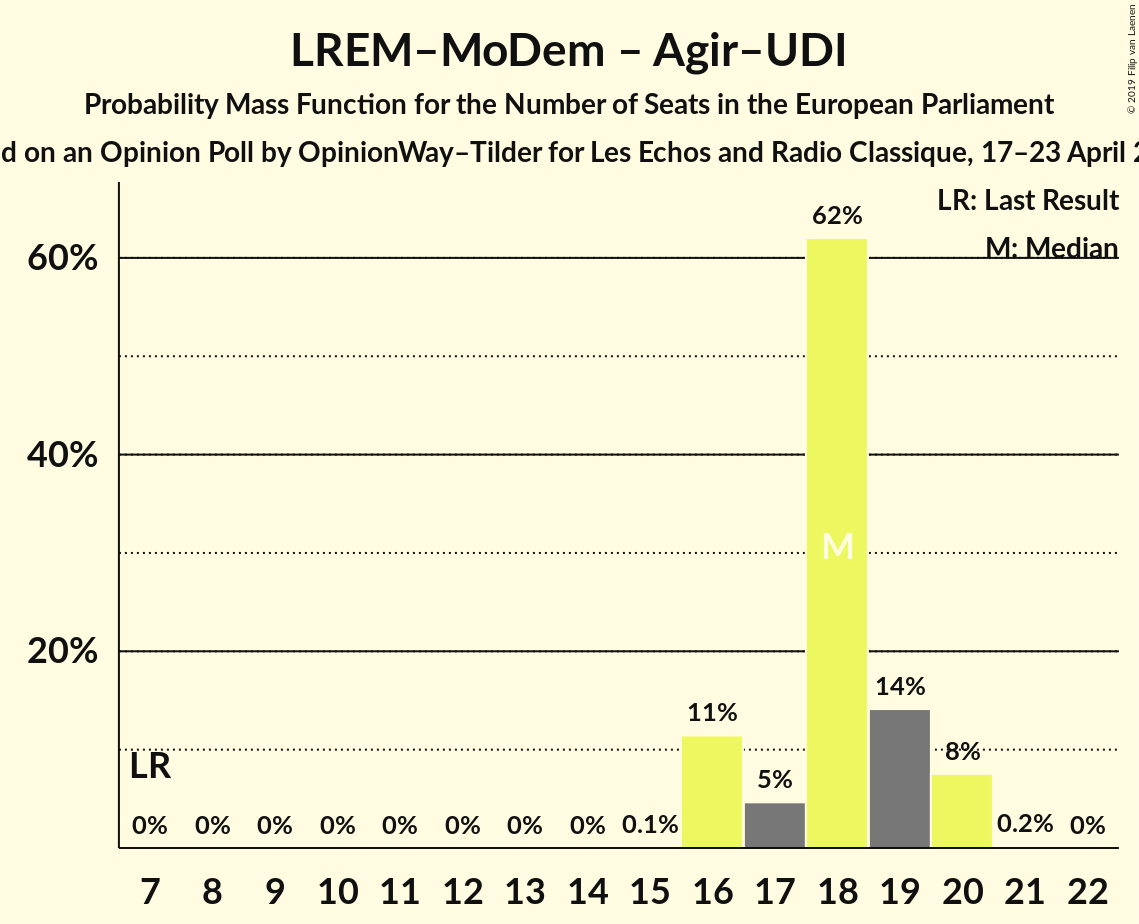 LREM–MoDem – Agir–UDI
Probability Mass Function for the Number of Seats in the European Parliament
d on an Opinion Poll by OpinionWay–Tilder for Les Echos and Radio Classique, 17–23 April 2
© 2019 Filip van Laenen
LR: Last Result
M: Median
62%
60%
40%
M
20%
14%
11%
LR
8%
5%
0% 0% 0% 0% 0% 0% 0% 0% 0.1% 0.2% 0%
7 8 9 10 11 12 13 14 15 16 17 18 19 20 21 22